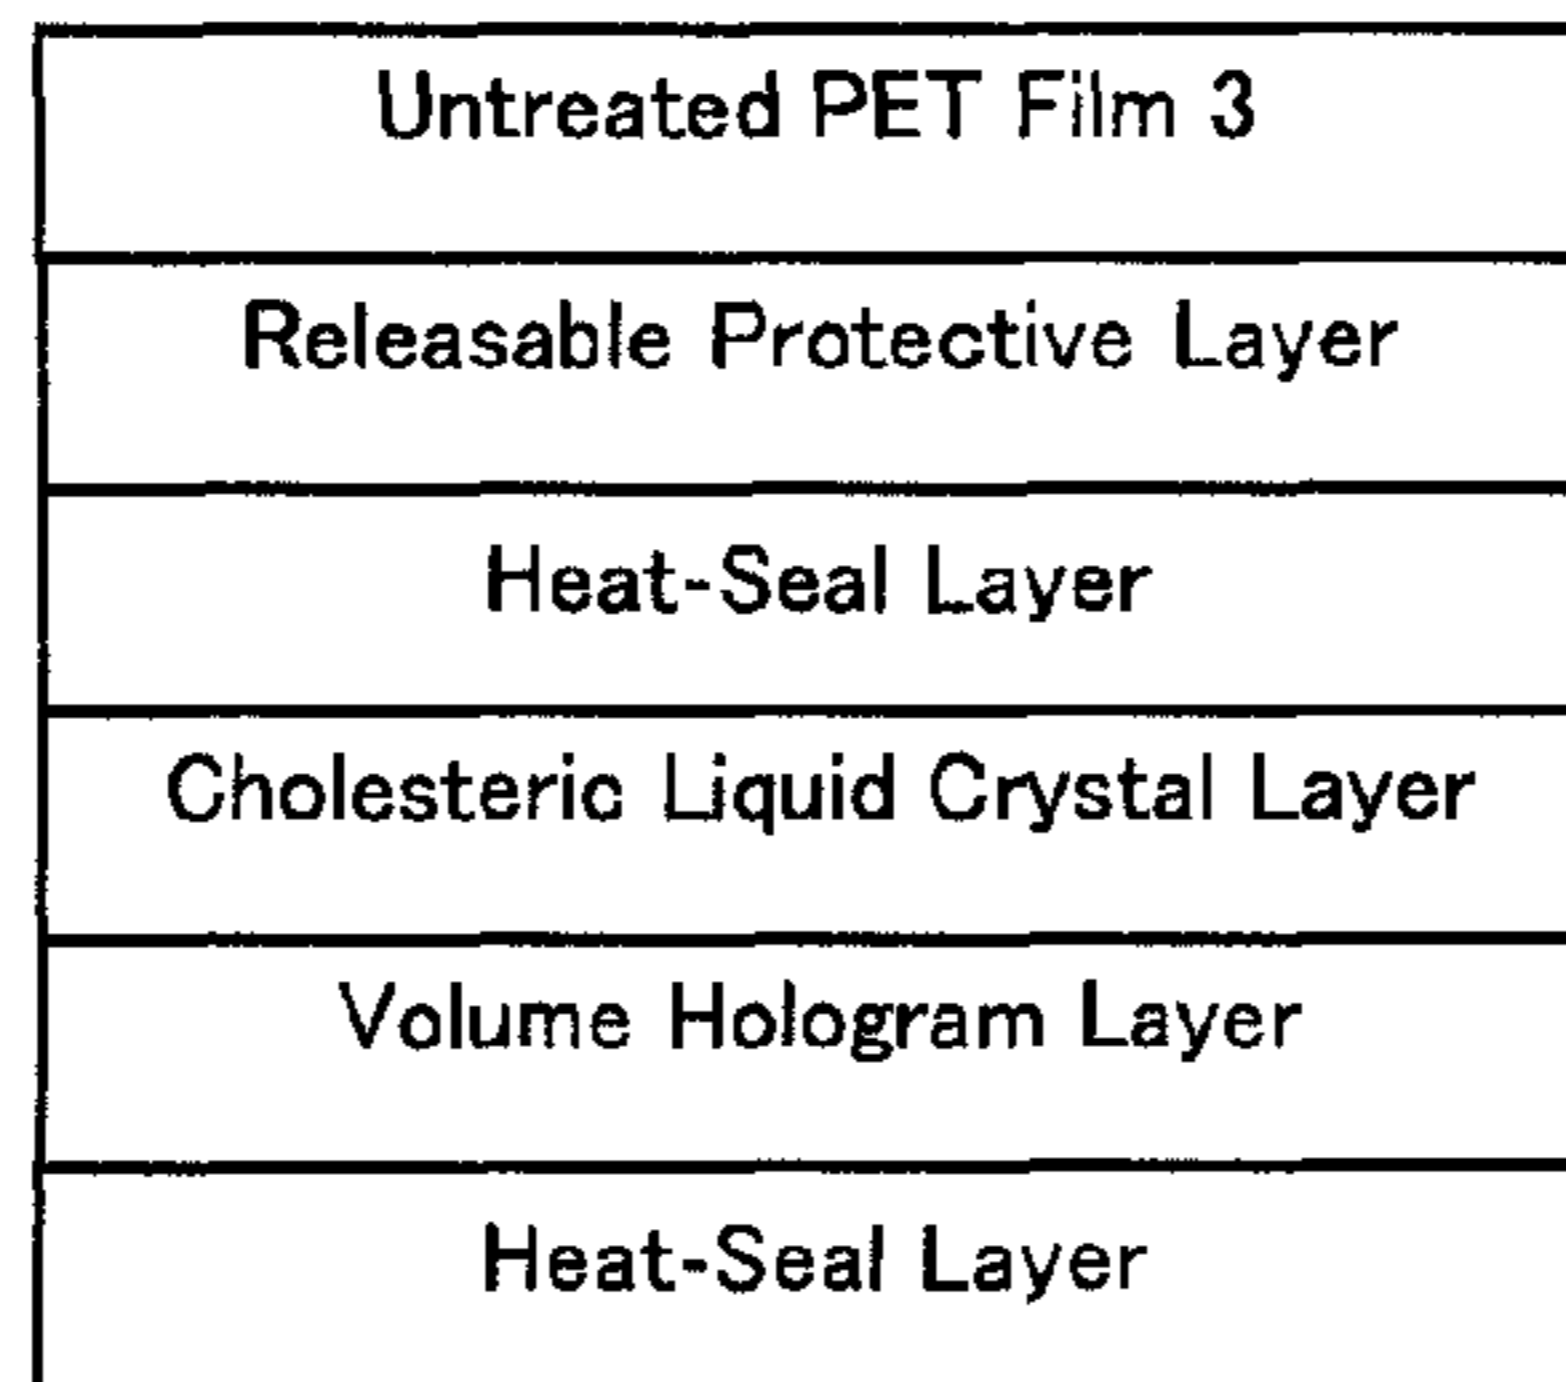 Untreated PET Film 3
Releasable Protective Layer
Heat-Seal Layer
Cholesteric Liquid Crystal Layer
Volume Hologram Layer
Heat-Seal Layer